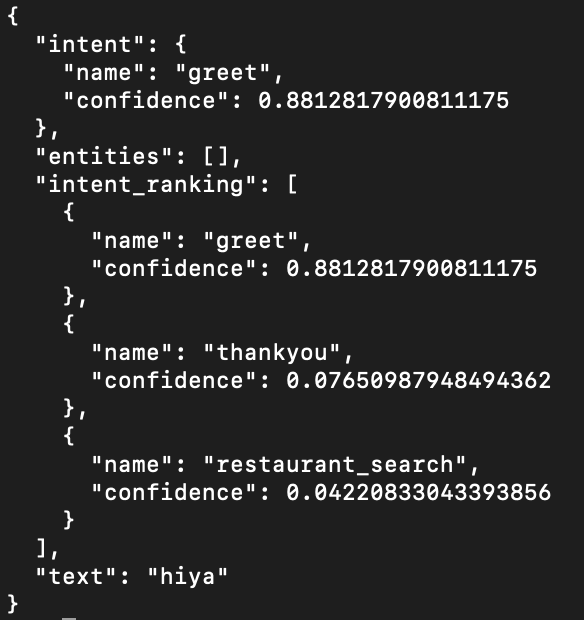 {
  "intent": {
    "name": "greet",
    "confidence": 0.8812817900811175
  },
  "entities": [],
  "intent_ranking": [
    {
      "name": "greet",
      "confidence": 0.8812817900811175
    },
    {
      "name": "thankyou",
      "confidence": 0.07650987948494362
    },
    {
      "name": "restaurant_search",
      "confidence": 0.04220833043393856
    }
  ],
  "text": "hiya"
}